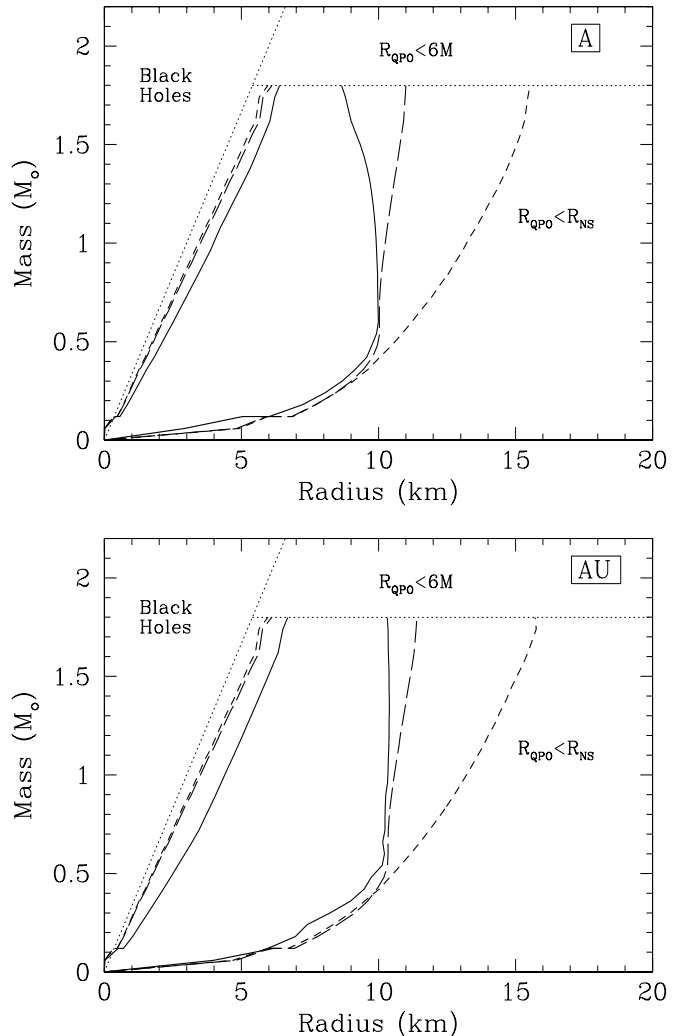 A
R_QPO<6M
Black
Holes
R_QPO<R_NS
Mass (M_o)
2
1.5
1
0.5
0
0 5 10 15 20
Radius (km)
AU
R_QPO<6M
Black
Holes
R_QPO<R_NS
Mass (M_o)
2
1.5
1
0.5
0
0 5 10 15 20
Radius (km)